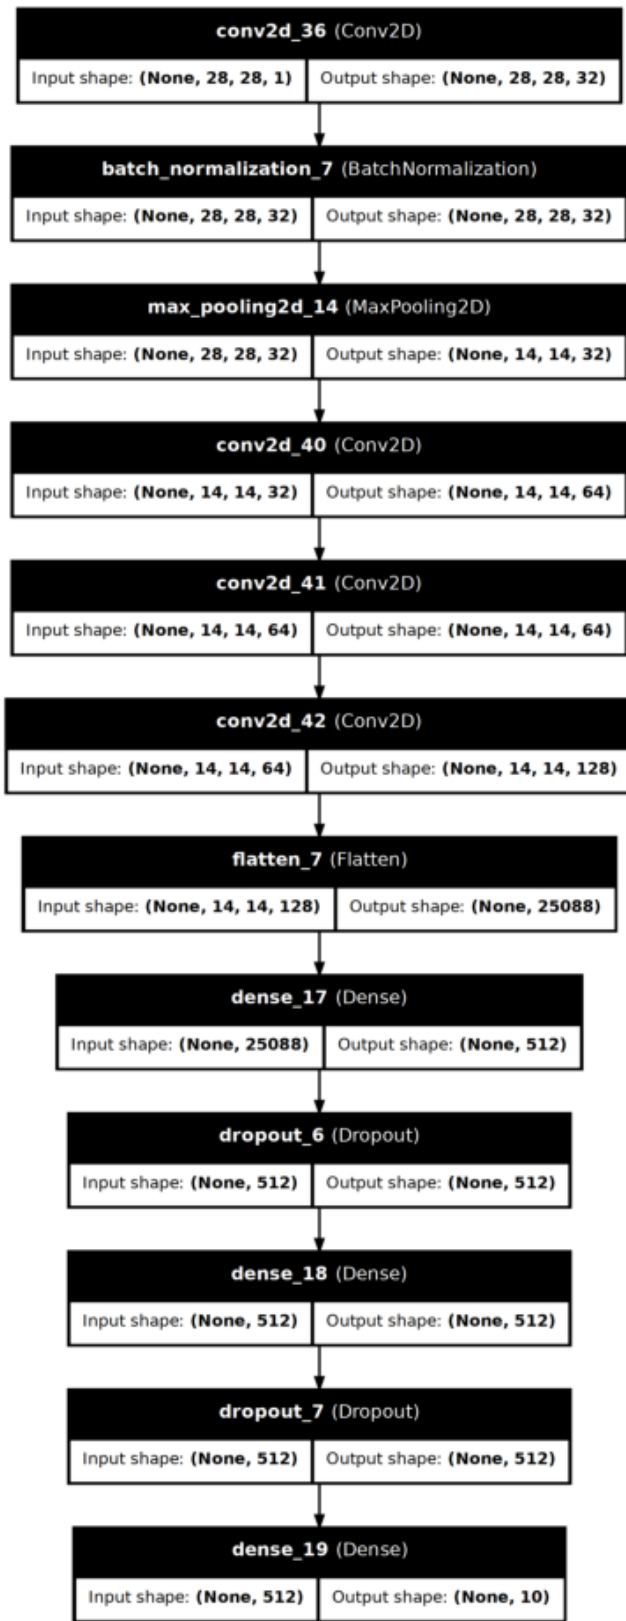 conv2d_36 (Conv2D)
Input shape: (None, 28, 28, 1) Output shape: (None, 28, 28, 32)
batch_normalization_7 (BatchNormalization)
Input shape: (None, 28, 28, 32) Output shape: (None, 28, 28, 32)
max_pooling2d_14 (MaxPooling2D)
Input shape: (None, 28, 28, 32) Output shape: (None, 14, 14, 32)
conv2d_40 (Conv2D)
Input shape: (None, 14, 14, 32) Output shape: (None, 14, 14, 64)
conv2d_41 (Conv2D)
Input shape: (None, 14, 14, 64) Output shape: (None, 14, 14, 64)
conv2d_42 (Conv2D)
Input shape: (None, 14, 14, 64) Output shape: (None, 14, 14, 128)
flatten_7 (Flatten)
Input shape: (None, 14, 14, 128) Output shape: (None, 25088)
dense_17 (Dense)
Input shape: (None, 25088) Output shape: (None, 512)
dropout_6 (Dropout)
Input shape: (None, 512) Output shape: (None, 512)
dense_18 (Dense)
Input shape: (None, 512) Output shape: (None, 512)
dropout_7 (Dropout)
Input shape: (None, 512) Output shape: (None, 512)
dense_19 (Dense)
Input shape: (None, 512) Output shape: (None, 10)